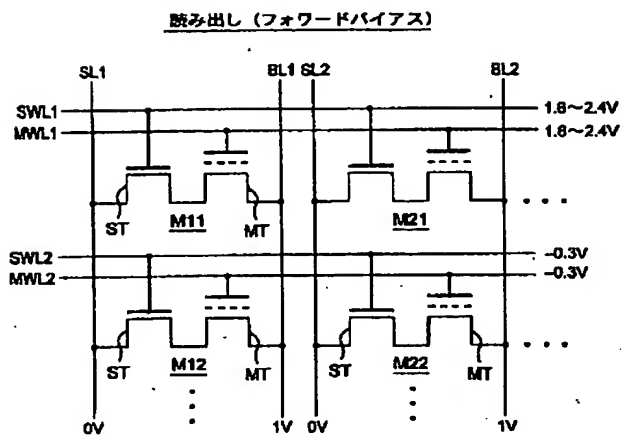 読み出し（フォワードバイアス）
SL1 BL1 SL2 BL2
SWL1 1.8～2.4V
MWL1 1.8～2.4V
ST M11 MT M21
SWL2 -0.3V
MWL2 -0.3V
ST M12 MT ST M22 MT
0V 1V 0V 1V